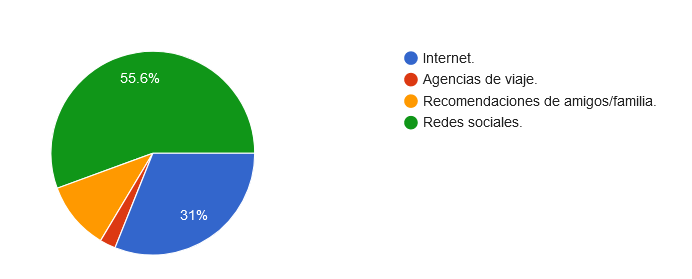 55.6%
31%
Internet.
Agencias de viaje.
Recomendaciones de amigos/familia.
Redes sociales.